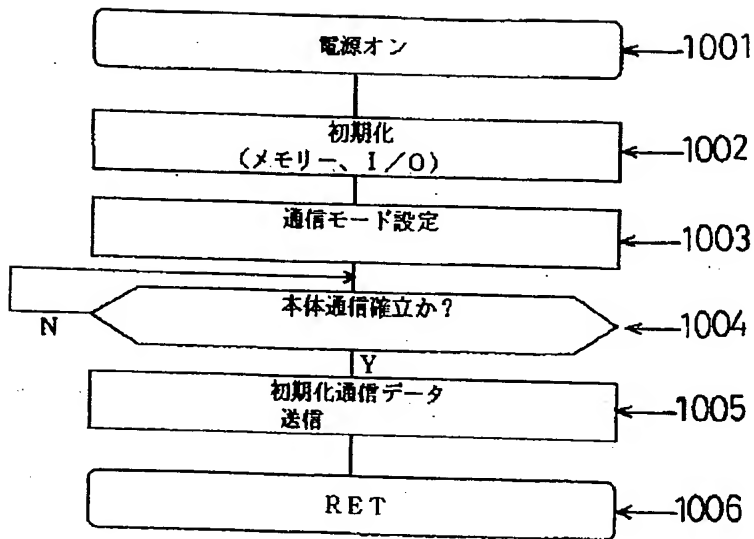 電源オン
1001
初期化
(メモリー、I/O)
1002
通信モード設定
1003
本体通信確立か?
N
1004
Y
初期化通信データ
送信
1005
RET
1006